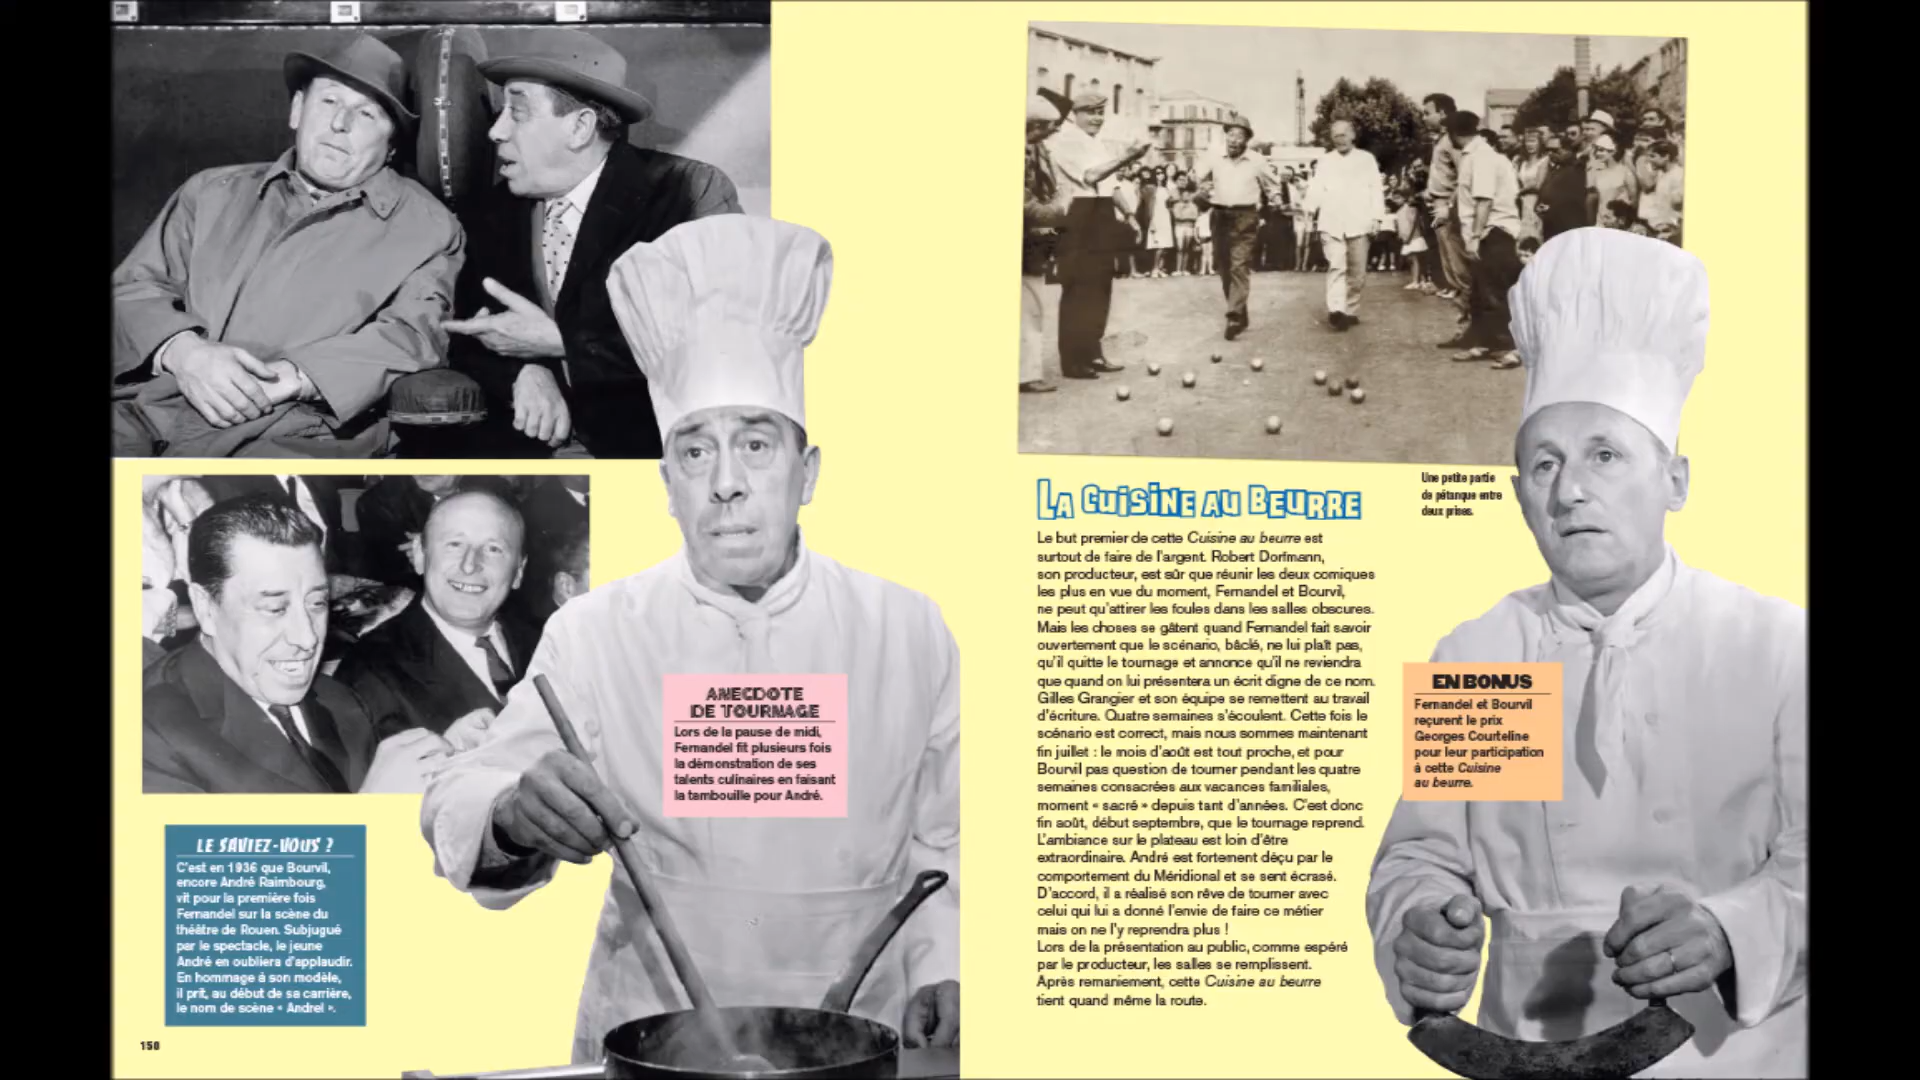 ANECDOTE
DE TOURNAGE
Lors de la pause de midi,
Fernandel fit plusieurs fois
la démonstration de ses
talents culinaires en faisant
la tambouille pour André.
LE SAVIEZ-VOUS ?
C'est en 1936 que Bourvil,
encore André Raimbourg,
vit pour la première fois
Fernandel sur la scène du
théâtre de Rouen. Subjugué
par le spectacle, le jeune
André en oubliera d'applaudir.
En hommage à son modèle,
il prit, au début de sa carrière,
le nom de scène « Andrel ».
150
Une petite partie
de pétanque entre
deux prises.
LA CUISINE AU BEURRE
Le but premier de cette Cuisine au beurre est
surtout de faire de l'argent. Robert Dorfmann,
son producteur, est sûr que réunir les deux comiques
les plus en vue du moment, Fernandel et Bourvil,
ne peut qu'attirer les foules dans les salles obscures.
Mais les choses se gâtent quand Fernandel fait savoir
ouvertement que le scénario, bâclé, ne lui plaît pas,
qu'il quitte le tournage et annonce qu'il ne reviendra
que quand on lui présentera un écrit digne de ce nom.
Gilles Grangier et son équipe se remettent au travail
d'écriture. Quatre semaines s'écoulent. Cette fois le
scénario est correct, mais nous sommes maintenant
fin juillet : le mois d'août est tout proche, et pour
Bourvil pas question de tourner pendant les quatre
semaines consacrées aux vacances familiales,
moment « sacré » depuis tant d'années. C'est donc
fin août, début septembre, que le tournage reprend.
L'ambiance sur le plateau est loin d'être
extraordinaire. André est fortement déçu par le
comportement du Méridional et se sent écrasé.
D'accord, il a réalisé son rêve de tourner avec
celui qui lui a donné l'envie de faire ce métier
mais on ne l'y reprendra plus !
Lors de la présentation au public, comme espéré
par le producteur, les salles se remplissent.
Après remaniement, cette Cuisine au beurre
tient quand même la route.
EN BONUS
Fernandel et Bourvil
reçurent le prix
Georges Courteline
pour leur participation
à cette Cuisine
au beurre.